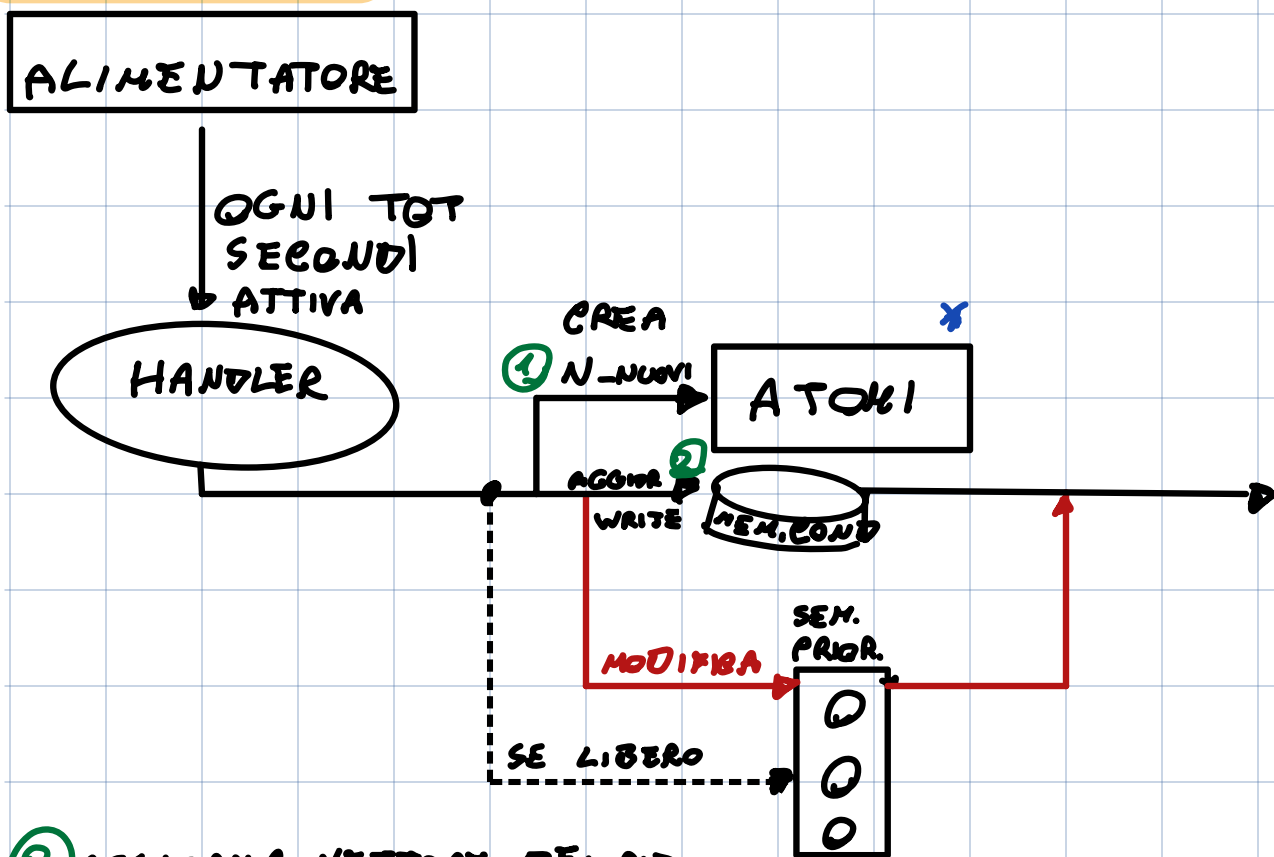 ALIMENTATORE
OGNI TOT
SECONDI
ATTIVA
HANDLER
CREA
1 N_NUOVI
ATOMI
2
AGGIOR
WRITE
MEM.COND
SEM.
PRIOR.
MODIFICA
SE LIBERO